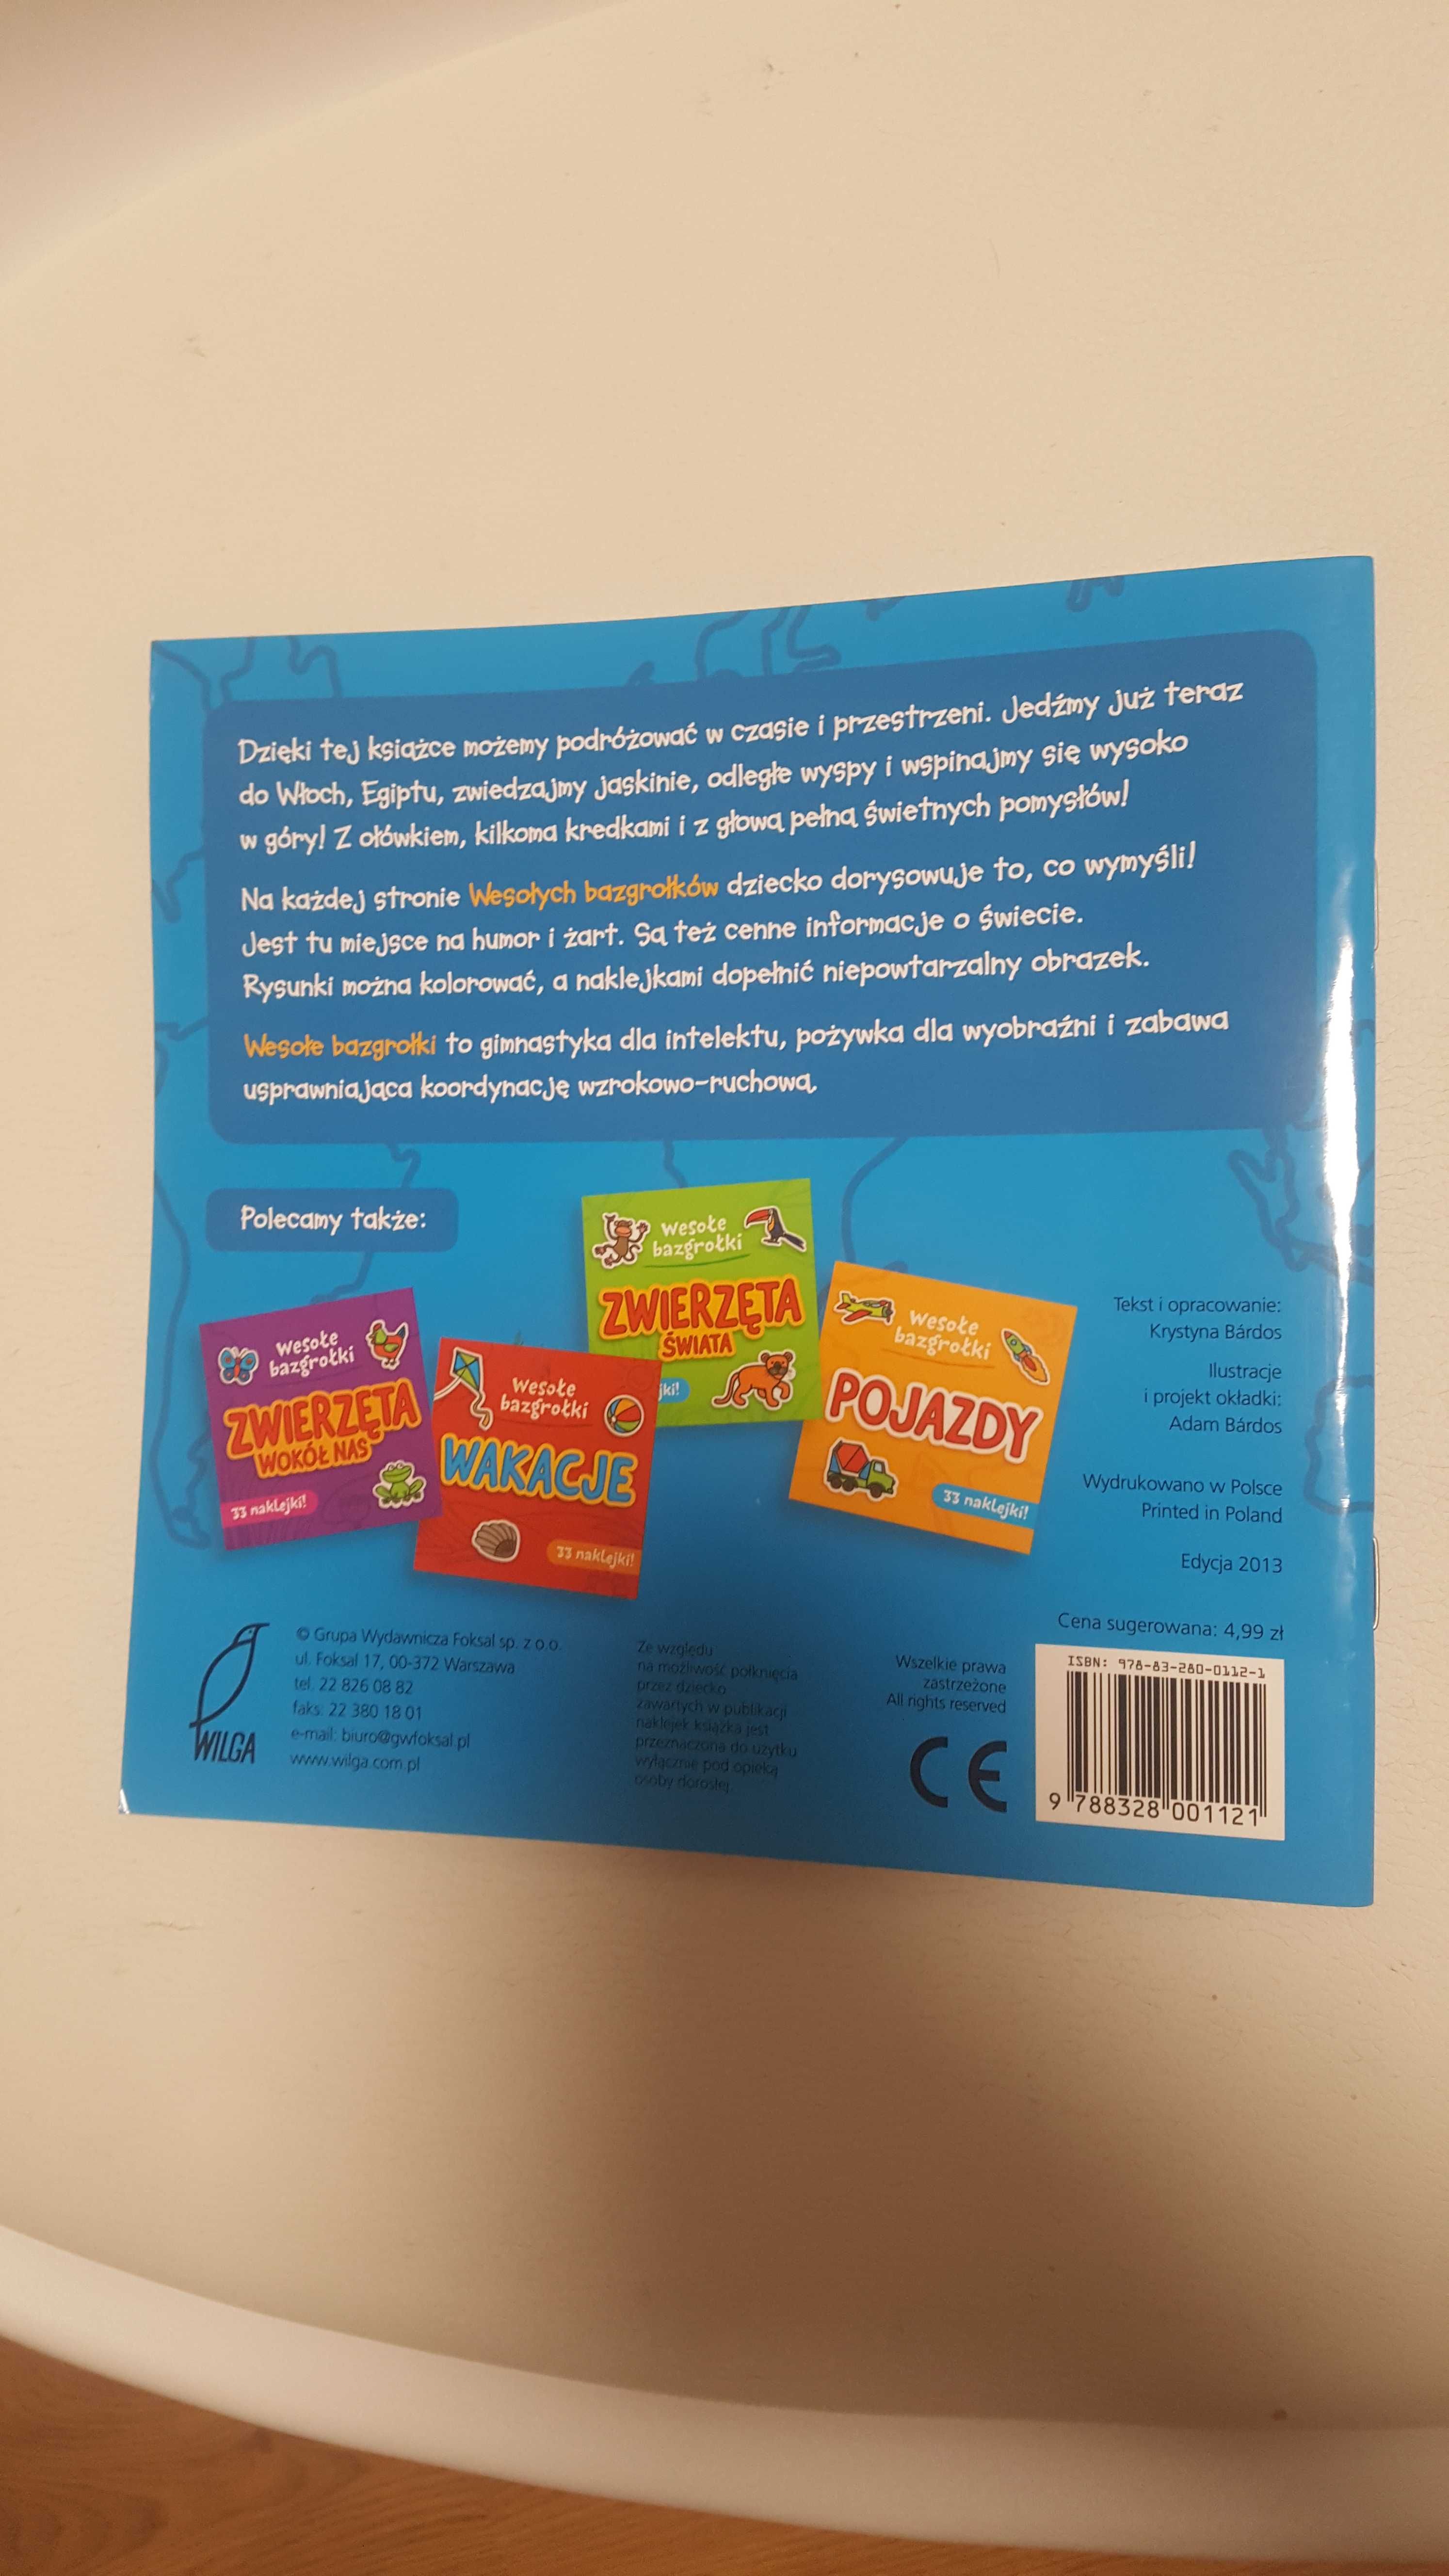 Dzięki tej książce możemy podróżować w czasie i przestrzeni. Jedźmy już teraz
do Włoch, Egiptu, zwiedzajmy jaskinie, odległe wyspy i wspinajmy się wysoko
w góry! Z ołówkiem, kilkoma kredkami i z głową pełną świetnych pomysłów!
Na każdej stronie Wesołych bazgrołków dziecko dorysowuje to, co wymyśli!
Jest tu miejsce na humor i żart. Są też cenne informacje o świecie.
Rysunki można kolorować, a naklejkami dopełnić niepowtarzalny obrazek.
Wesołe bazgrołki to gimnastyka dla intelektu, pożywka dla wyobraźni i zabawa
usprawniająca koordynację wzrokowo-ruchową.
Polecamy także:
wesołe
bazgrołki
ZWIERZĘTA
WOKÓŁ NAS
33 naklejki!
wesołe
bazgrołki
WAKACJE
33 naklejki!
wesołe
bazgrołki
ZWIERZĘTA
ŚWIATA
jki!
wesołe
bazgrołki
POJAZDY
33 naklejki!
Tekst i opracowanie:
Krystyna Bárdos
Ilustracje
i projekt okładki:
Adam Bárdos
Wydrukowano w Polsce
Printed in Poland
Edycja 2013
Cena sugerowana: 4,99 zł
WILGA
© Grupa Wydawnicza Foksal sp. z o.o.
ul. Foksal 17, 00-372 Warszawa
tel. 22 826 08 82
faks: 22 380 18 01
e-mail: biuro@gwfoksal.pl
www.wilga.com.pl
Ze względu
na możliwość połknięcia
przez dziecko
zawartych w publikacji
naklejek książka jest
przeznaczona do użytku
wyłącznie pod opieką
osoby dorosłej
Wszelkie prawa
zastrzeżone
All rights reserved
CE
ISBN: 978-83-280-0112-1
9 788328 001121